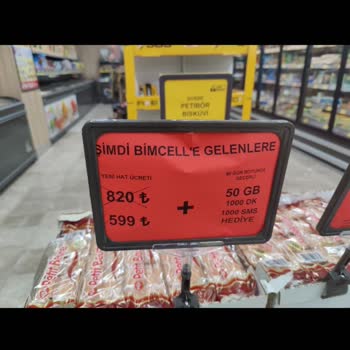 PETİBÖR
BİSKÜVİ
ŞİMDİ BİMCELL'E GELENLERE
YENİ HAT ÜCRETİ
820 ₺
599 ₺
+
GEÇERLİ
50 GB
1000 DK
1000 SMS
HEDİYE